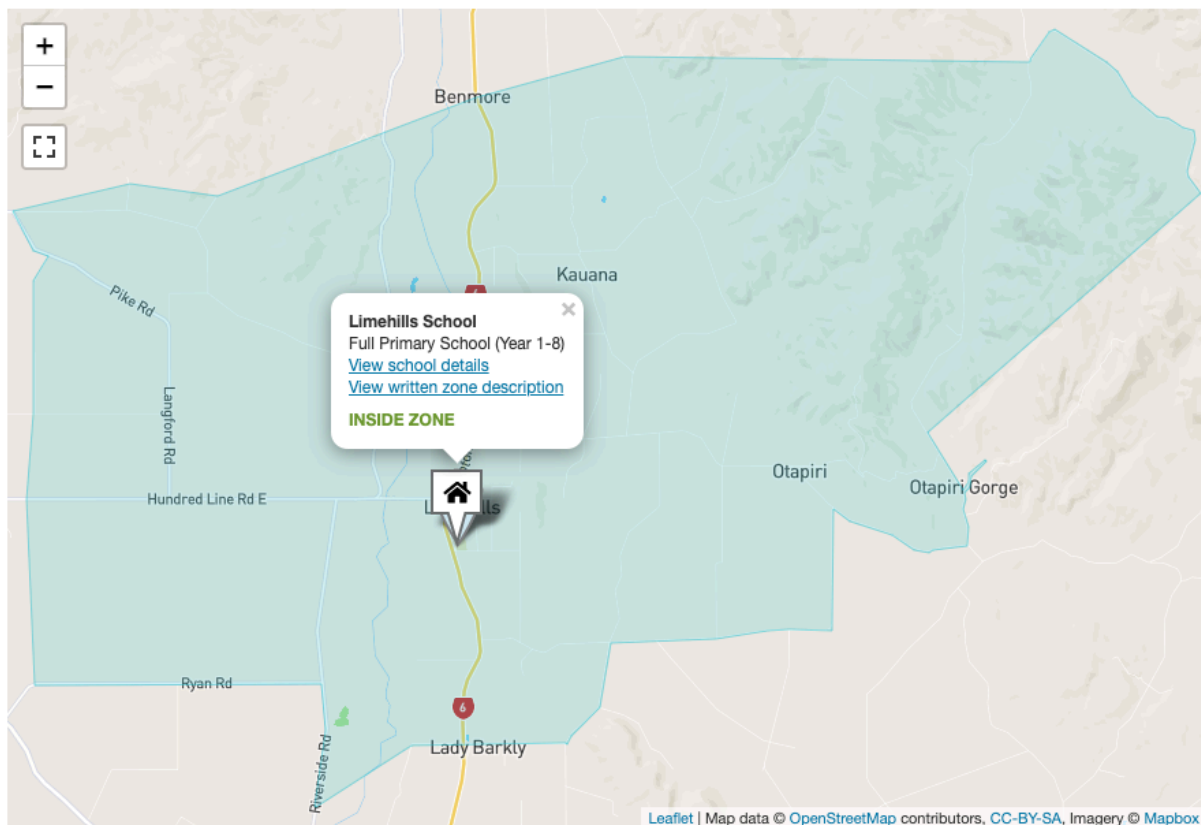 +
−
Benmore
Kauana
Pike Rd
Limehills School
×
Full Primary School (Year 1-8)
View school details
View written zone description
INSIDE ZONE
Langford Rd
Otapiri
Otapiri Gorge
Hundred Line Rd E
Ryan Rd
6
Lady Barkly
Riverside Rd
Leaflet | Map data © OpenStreetMap contributors, CC-BY-SA, Imagery © Mapbox